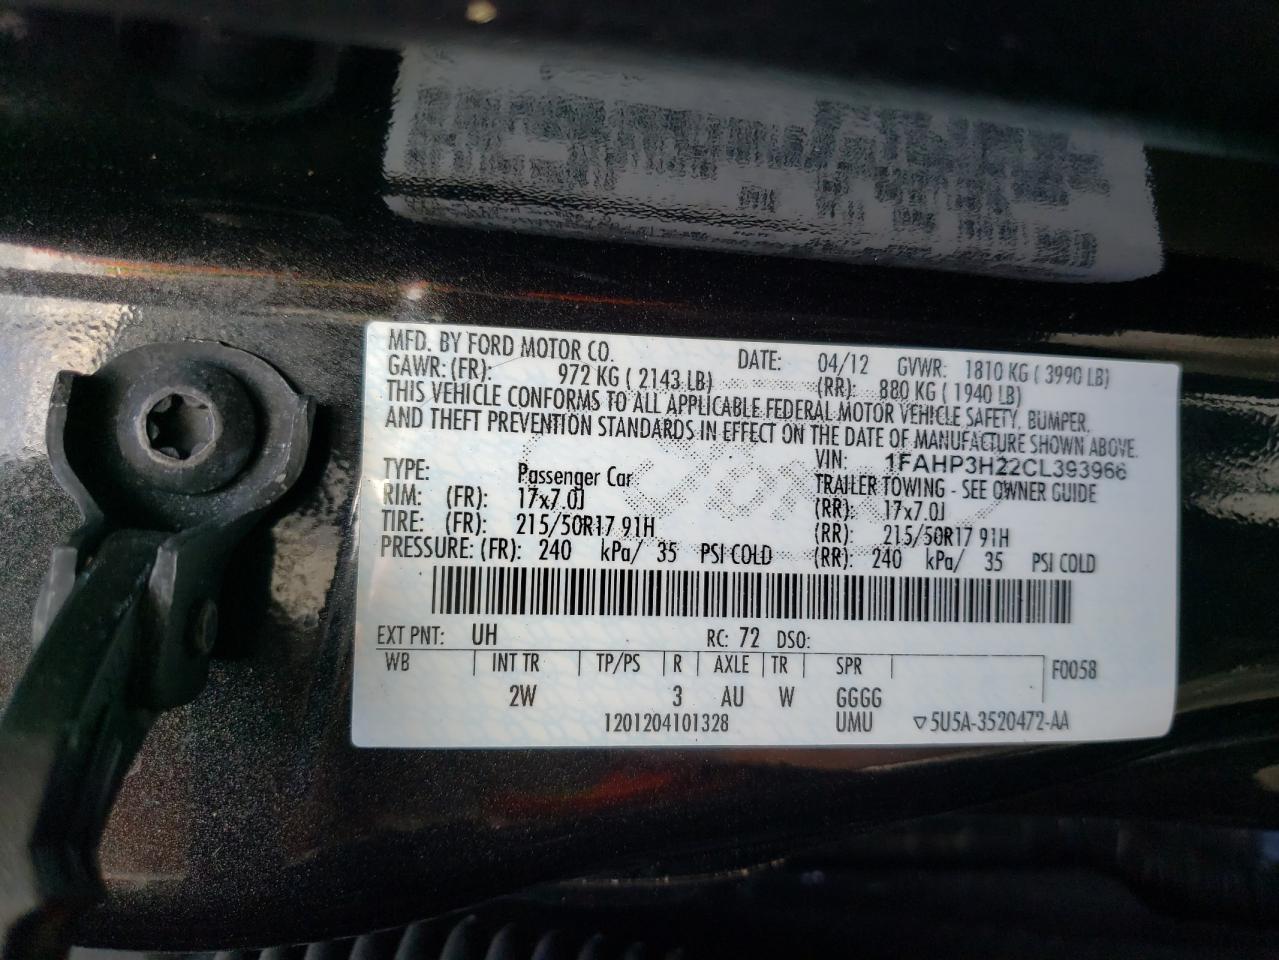 MFD. BY FORD MOTOR CO. DATE: 04/12 GVWR: 1810 KG ( 3990 LB)
GAWR: (FR): 972 KG ( 2143 LB) (RR): 880 KG ( 1940 LB)
THIS VEHICLE CONFORMS TO ALL APPLICABLE FEDERAL MOTOR VEHICLE SAFETY, BUMPER,
AND THEFT PREVENTION STANDARDS IN EFFECT ON THE DATE OF MANUFACTURE SHOWN ABOVE.
VIN: 1FAHP3H22CL393966
TYPE: Passenger Car TRAILER TOWING - SEE OWNER GUIDE
RIM: (FR): 17x7.0J (RR): 17x7.0J
TIRE: (FR): 215/50R17 91H (RR): 215/50R17 91H
PRESSURE: (FR): 240 kPa/ 35 PSI COLD (RR): 240 kPa/ 35 PSI COLD
EXT PNT: UH RC: 72 DSO:
WB INT TR TP/PS R AXLE TR SPR F0058
2W 3 AU W GGGG
1201204101328 UMU ▽5U5A-3520472-AA